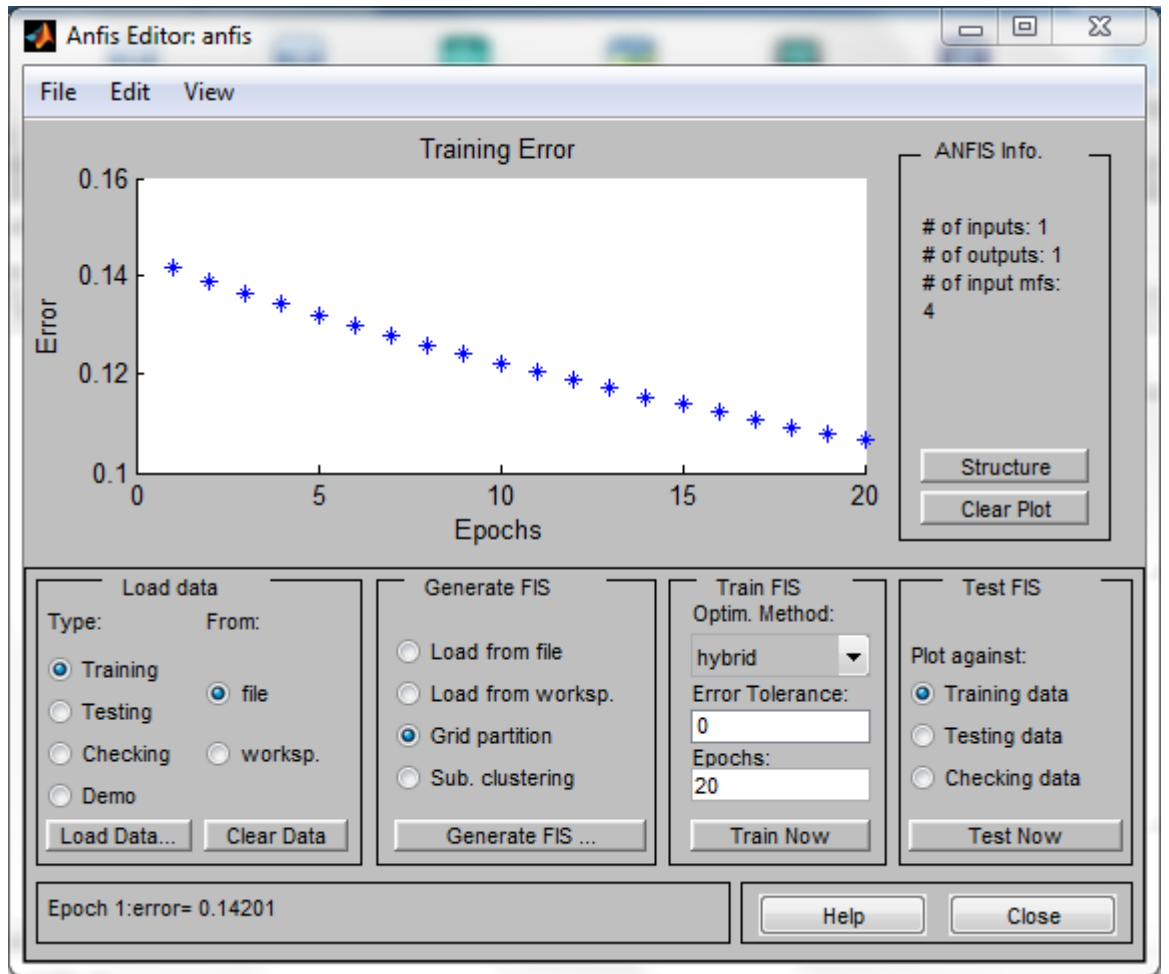 Anfis Editor: anfis
File Edit View
Training Error
0.16
0.14
0.12
0.1
Error
0 5 10 15 20
Epochs
ANFIS Info.
# of inputs: 1
# of outputs: 1
# of input mfs:
4
Structure
Clear Plot
Load data
Type: From:
Training
file
Testing
Checking
worksp.
Demo
Load Data...
Clear Data
Generate FIS
Load from file
Load from worksp.
Grid partition
Sub. clustering
Generate FIS ...
Train FIS
Optim. Method:
hybrid
Error Tolerance:
0
Epochs:
20
Train Now
Test FIS
Plot against:
Training data
Testing data
Checking data
Test Now
Epoch 1:error= 0.14201
Help
Close